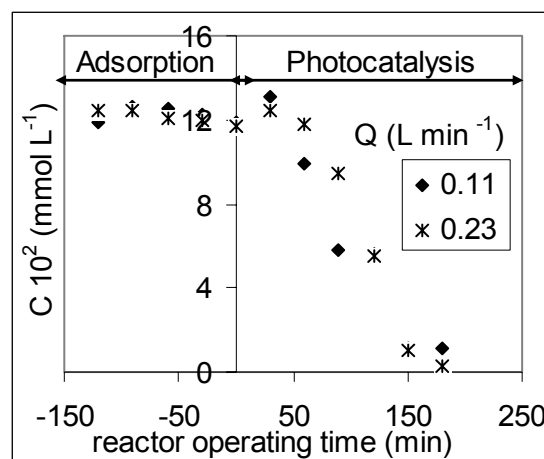 16
Adsorption Photocatalysis
12
Q (L min -1)
0.11
8
0.23
4
0
C 10² (mmol L⁻¹)
-150 -50 50 150 250
reactor operating time (min)